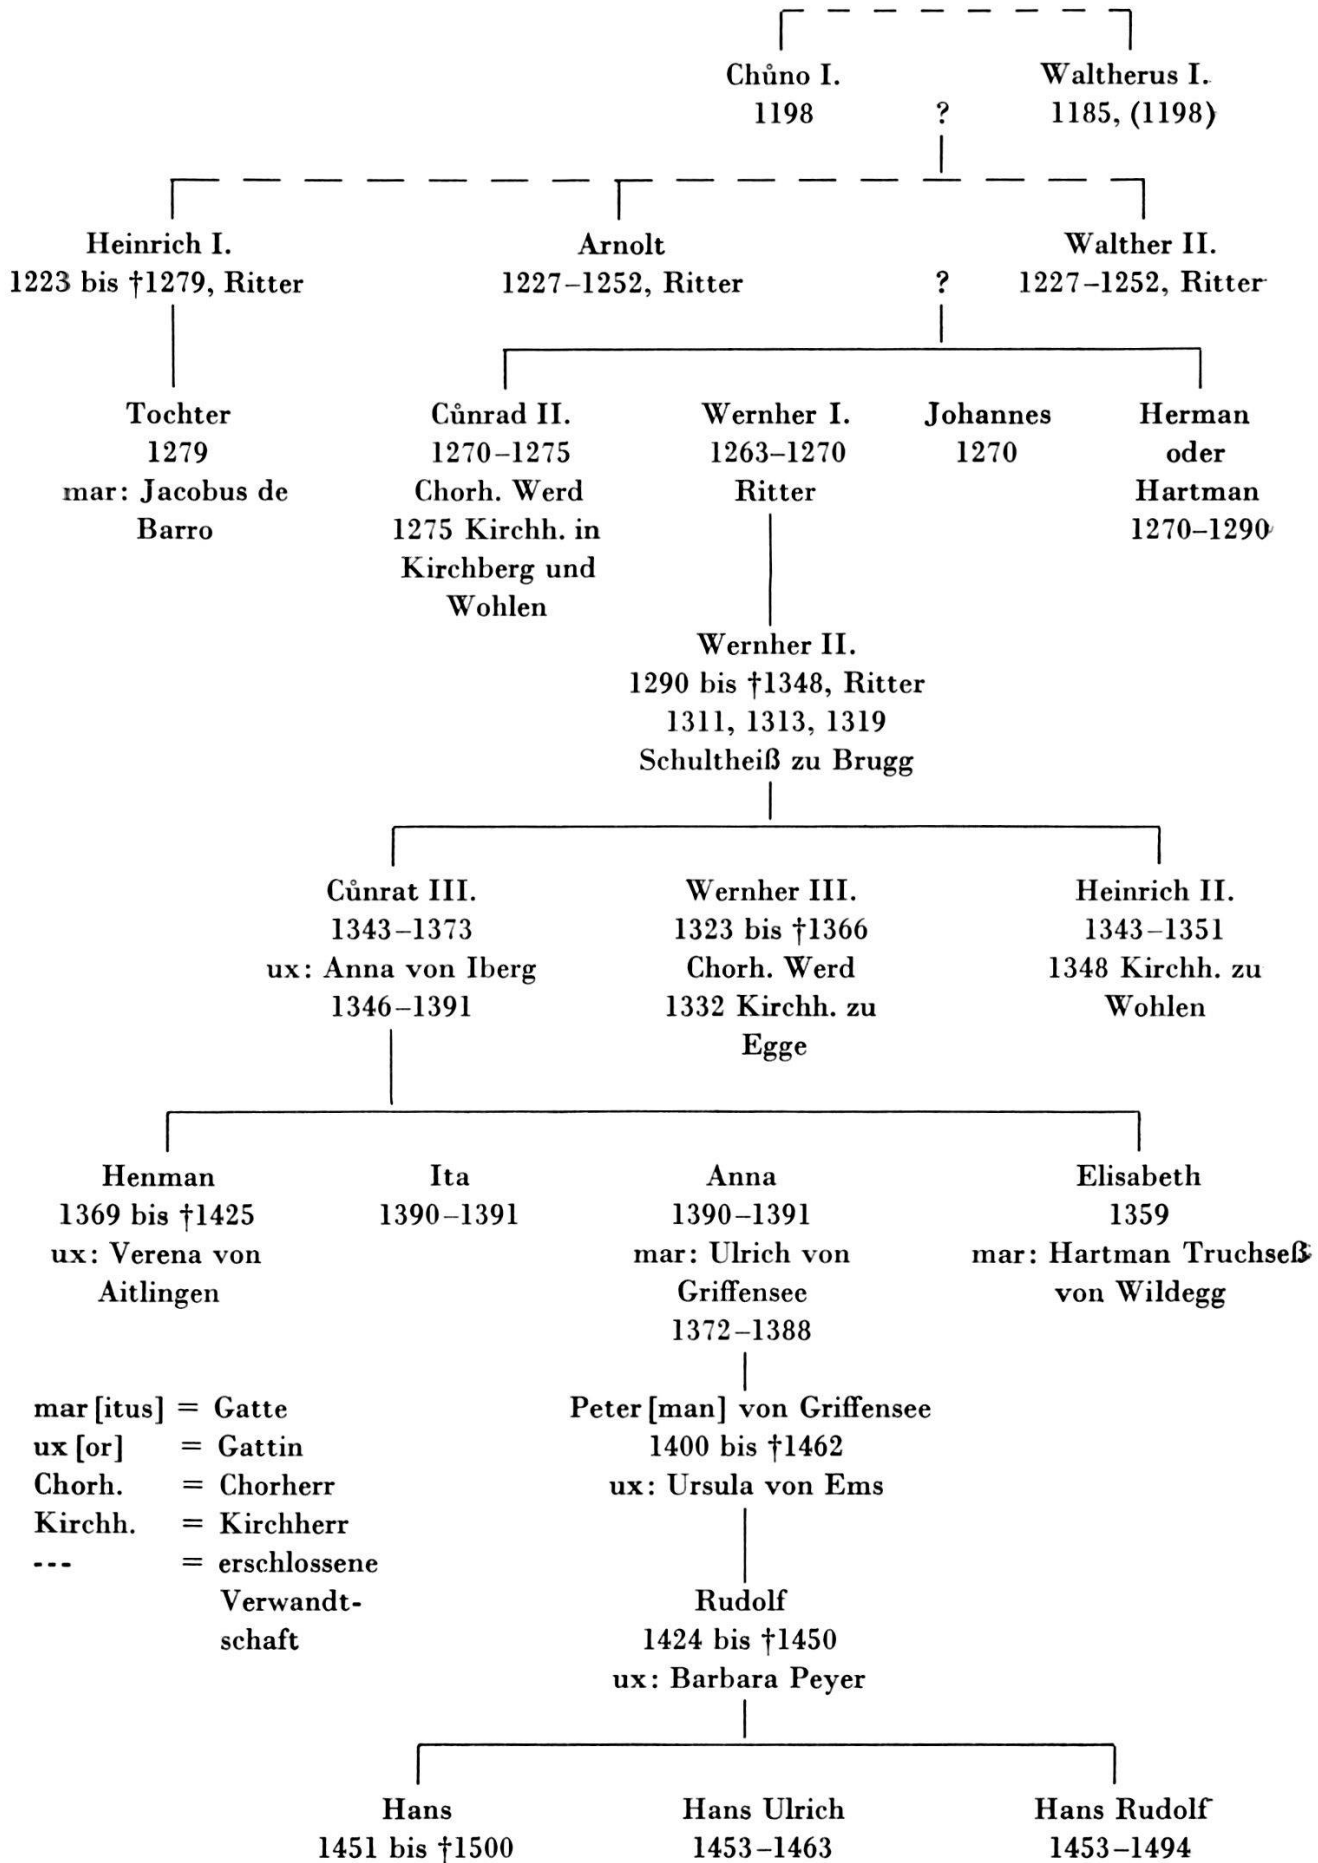 Chůno I.
1198
?
Waltherus I.
1185, (1198)
Heinrich I.
1223 bis †1279, Ritter
Arnolt
1227–1252, Ritter
?
Walther II.
1227–1252, Ritter
Tochter
1279
mar: Jacobus de
Barro
Cůnrad II.
1270–1275
Chorh. Werd
1275 Kirchh. in
Kirchberg und
Wohlen
Wernher I.
1263–1270
Ritter
Johannes
1270
Herman
oder
Hartman
1270–1290
Wernher II.
1290 bis †1348, Ritter
1311, 1313, 1319
Schultheiß zu Brugg
Cůnrat III.
1343–1373
ux: Anna von Iberg
1346–1391
Wernher III.
1323 bis †1366
Chorh. Werd
1332 Kirchh. zu
Egge
Heinrich II.
1343–1351
1348 Kirchh. zu
Wohlen
Henman
1369 bis †1425
ux: Verena von
Aitlingen
Ita
1390–1391
Anna
1390–1391
mar: Ulrich von
Griffensee
1372–1388
Elisabeth
1359
mar: Hartman Truchseß
von Wildegg
mar [itus] = Gatte
ux [or] = Gattin
Chorh. = Chorherr
Kirchh. = Kirchherr
--- = erschlossene
Verwandt-
schaft
Peter [man] von Griffensee
1400 bis †1462
ux: Ursula von Ems
Rudolf
1424 bis †1450
ux: Barbara Peyer
Hans
1451 bis †1500
Hans Ulrich
1453–1463
Hans Rudolf
1453–1494